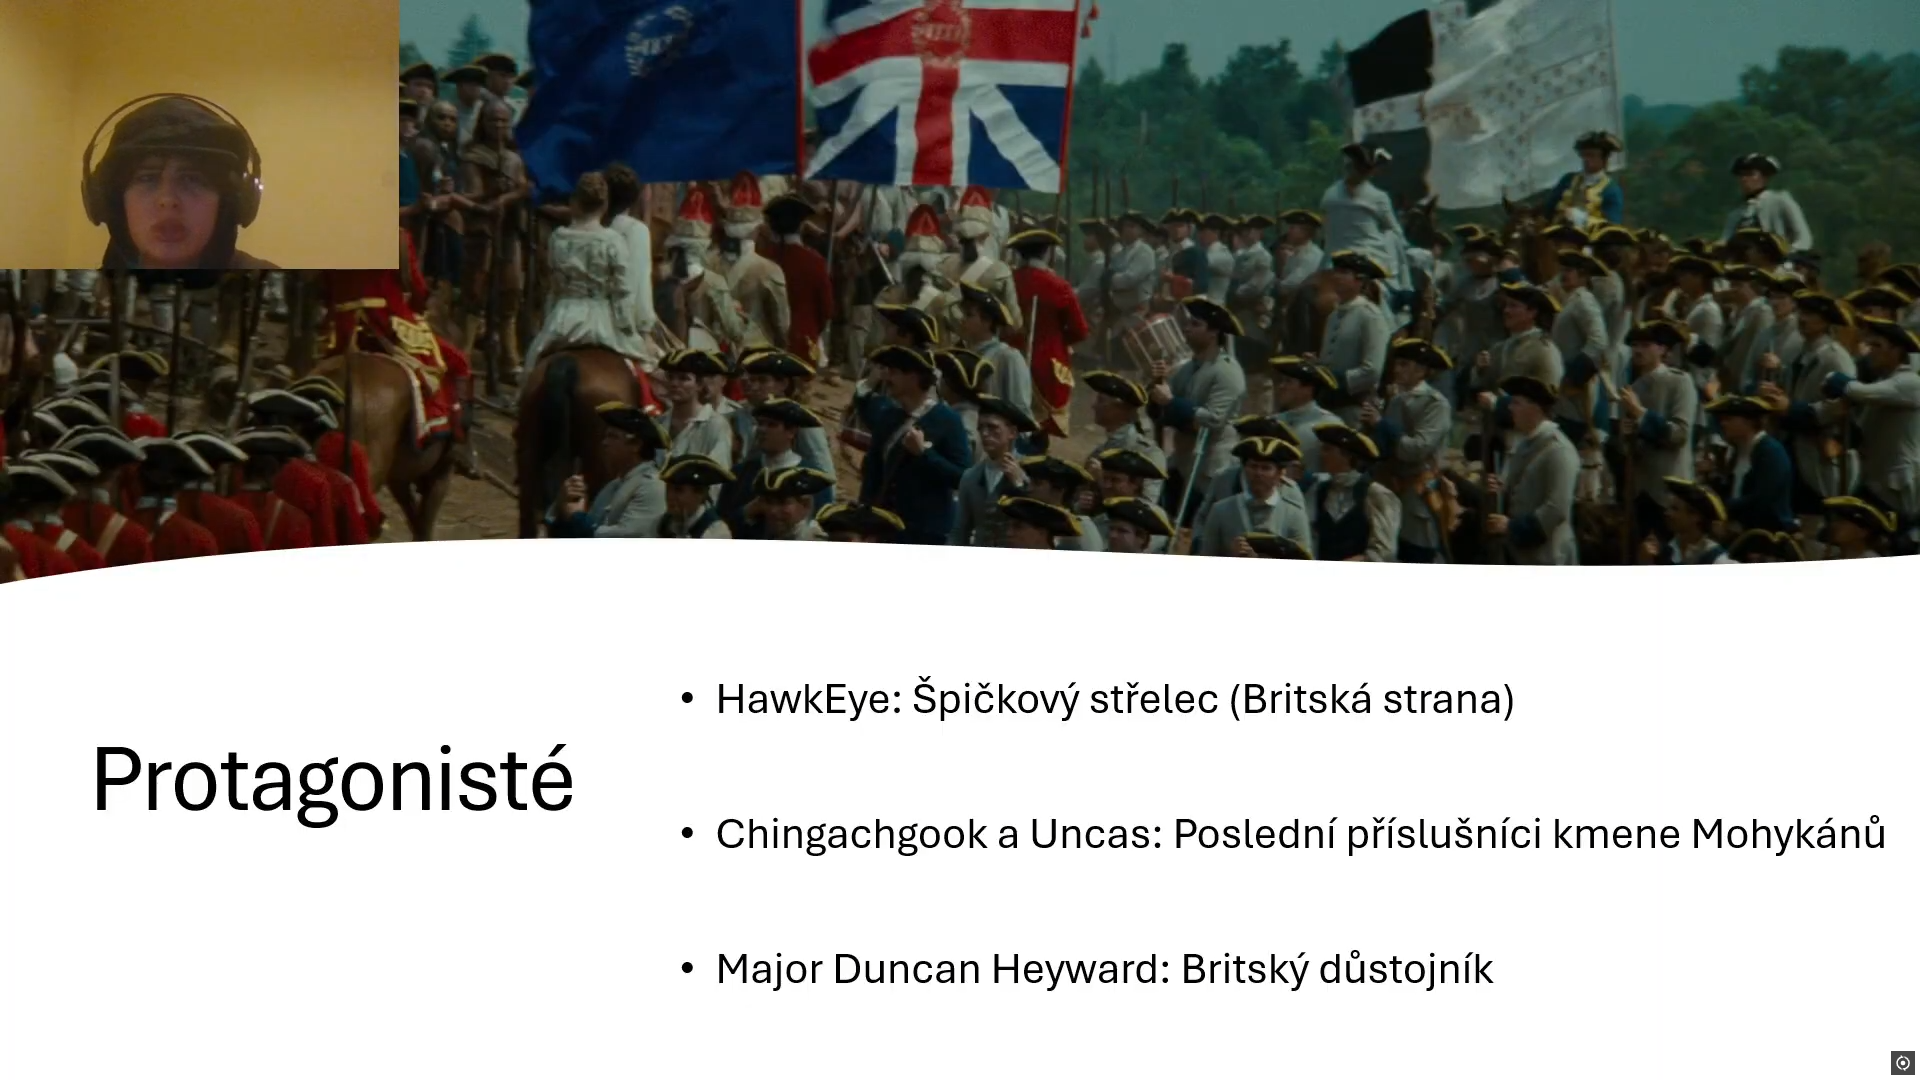 Protagonisté
• HawkEye: Špičkový střelec (Britská strana)
• Chingachgook a Uncas: Poslední příslušníci kmene Mohykánů
• Major Duncan Heyward: Britský důstojník